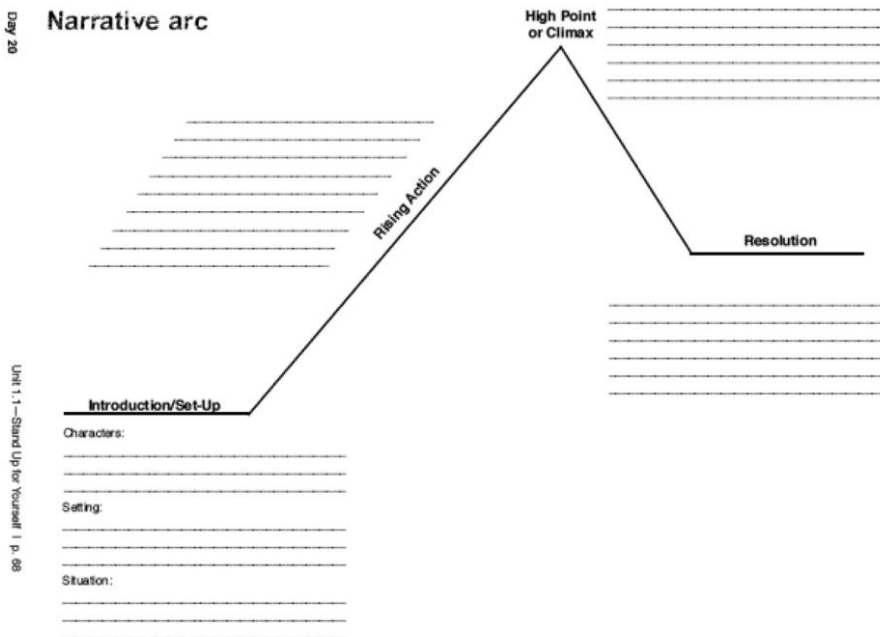 Narrative arc
Day 20
High Point
or Climax
Rising Action
Resolution
Introduction/Set-Up
Characters:
Setting:
Situation:
Unit 1.1—Stand Up for Yourself | p. 68